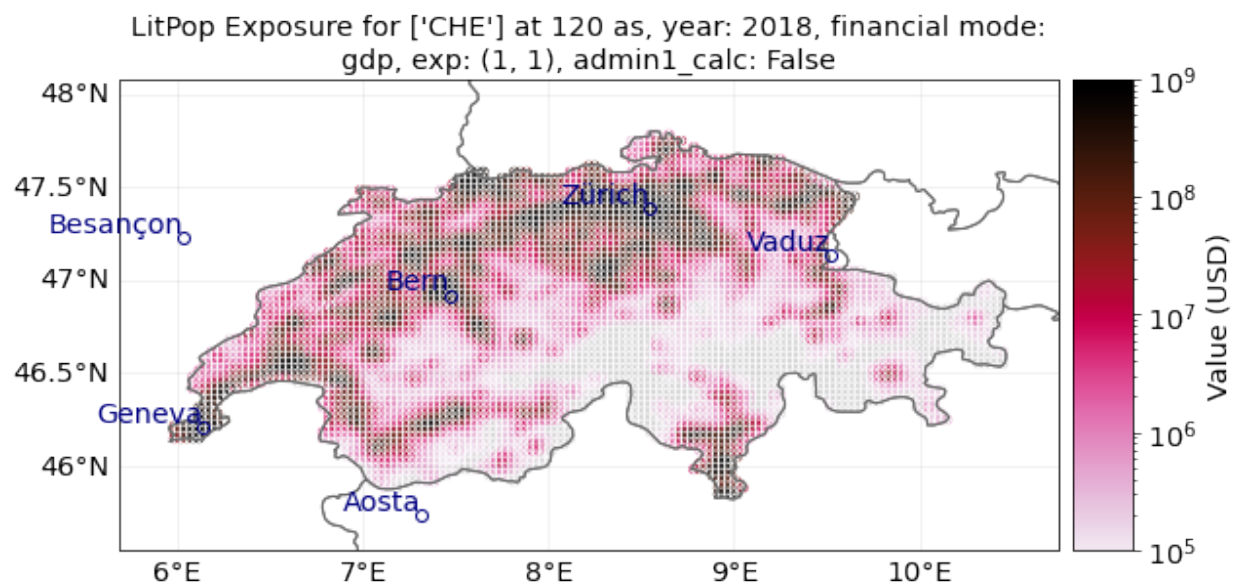 LitPop Exposure for ['CHE'] at 120 as, year: 2018, financial mode:
gdp, exp: (1, 1), admin1_calc: False
48°N
47.5°N
47°N
46.5°N
46°N
6°E
7°E
8°E
9°E
10°E
Besançon
Zürich
Vaduz
Bern
Geneva
Aosta
10⁹
10⁸
10⁷
10⁶
10⁵
Value (USD)